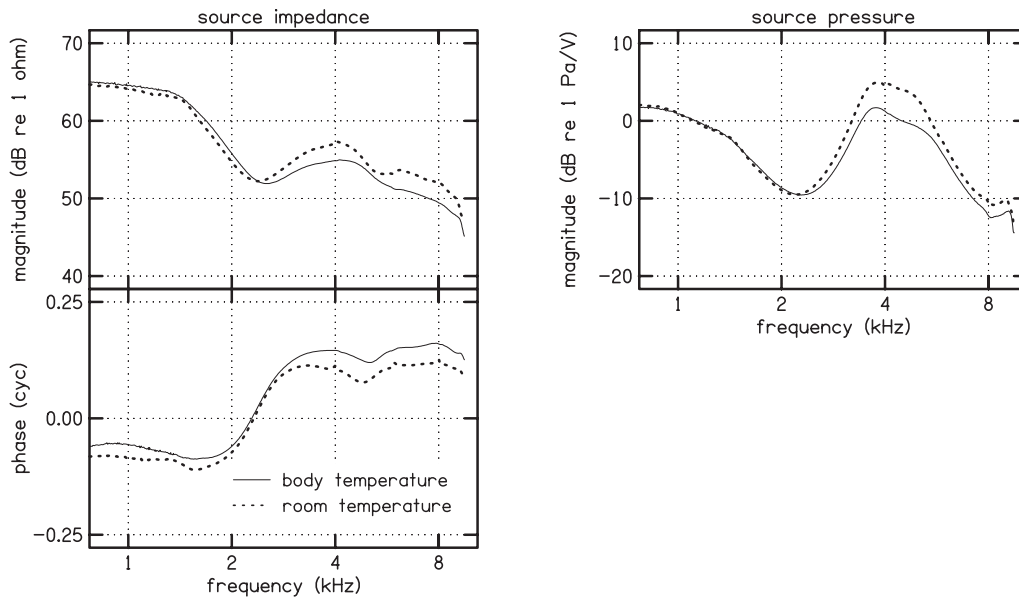 source impedance
magnitude (dB re 1 ohm)
70
60
50
40
phase (cyc)
0.25
0.00
−0.25
body temperature
room temperature
1 2 4 8
frequency (kHz)
source pressure
magnitude (dB re 1 Pa/V)
10
0
−10
−20
1 2 4 8
frequency (kHz)